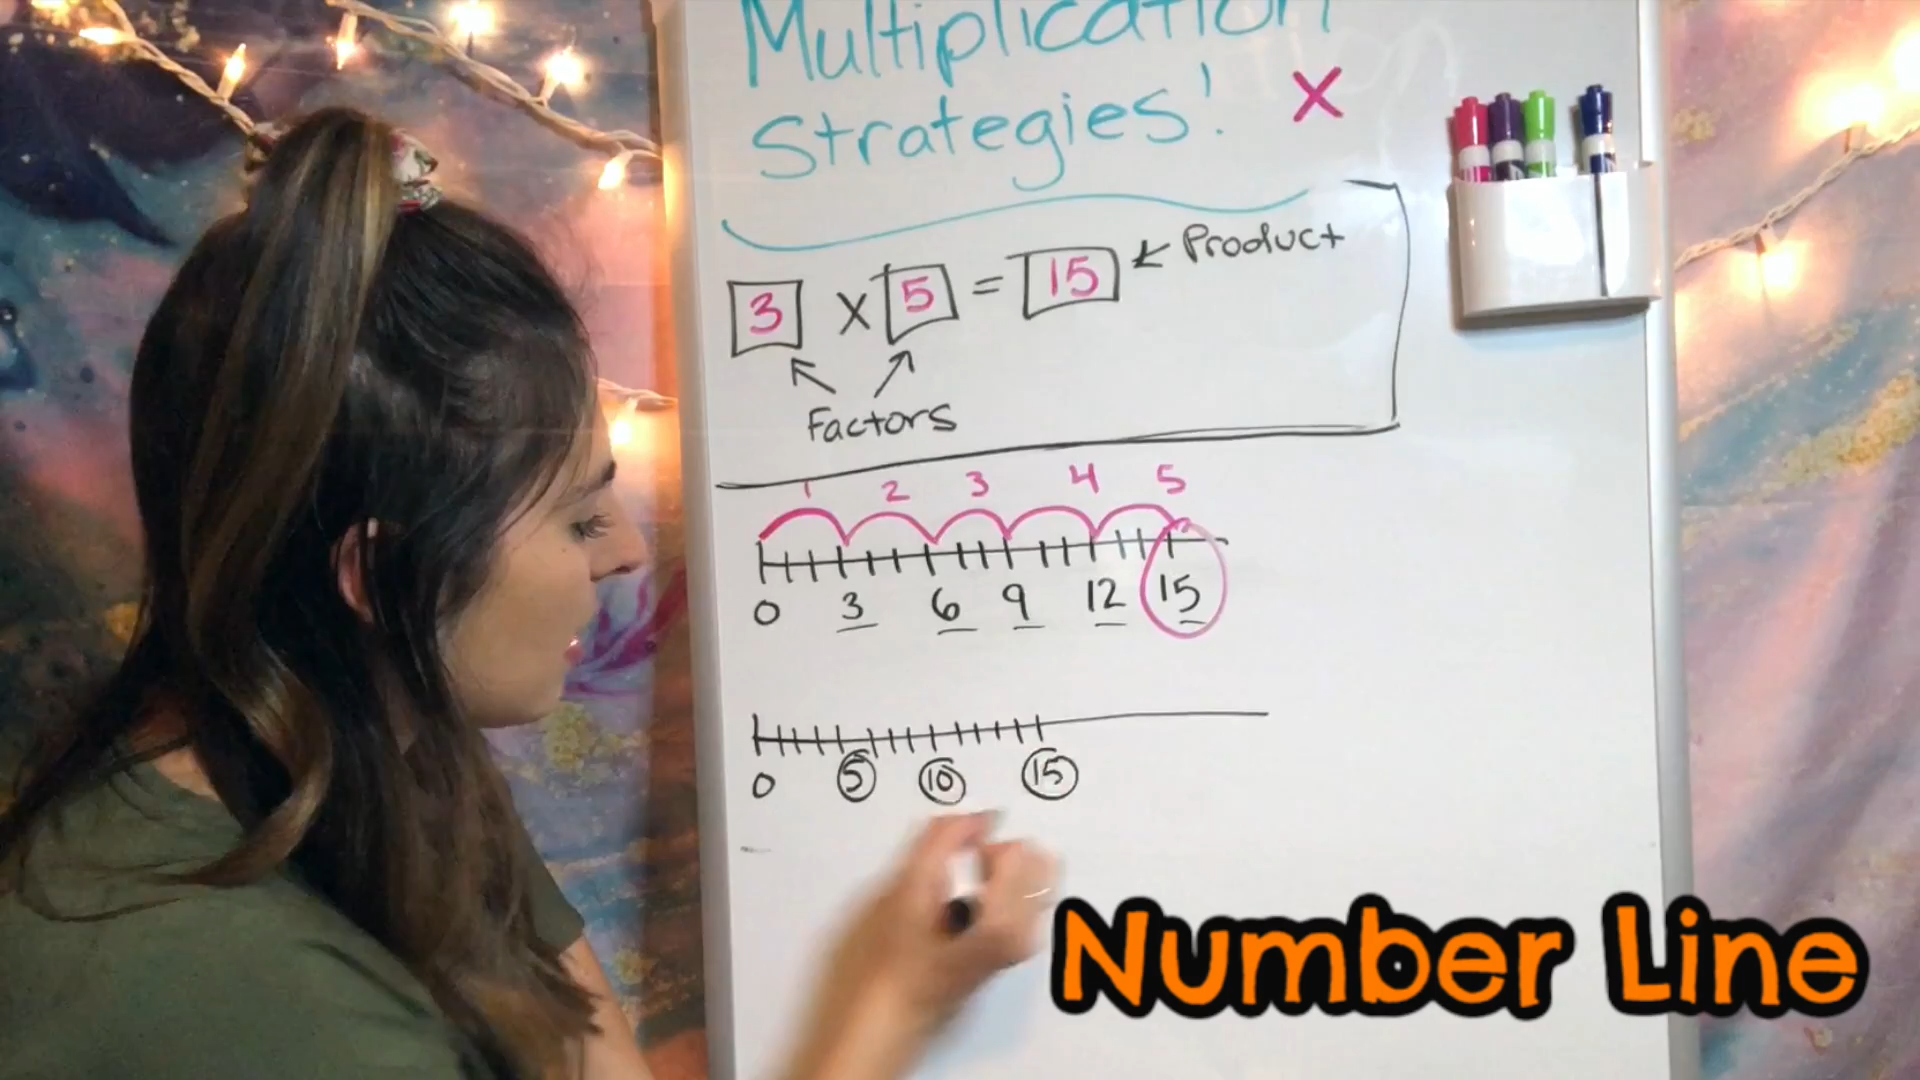 Multiplication
Strategies! X
3 x 5 = 15 ← Product
Factors
1 2 3 4 5
0 3 6 9 12 15
0 5 10 15
Number Line